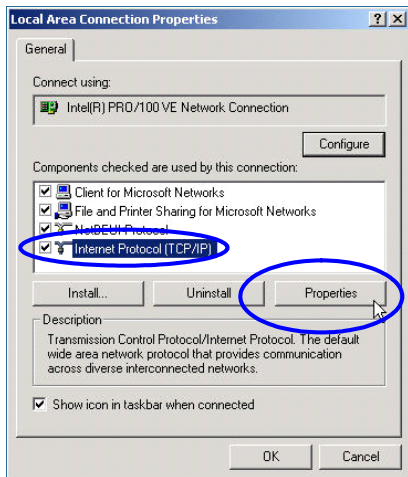 Local Area Connection Properties
General
Connect using:
Intel(R) PRO/100 VE Network Connection
Configure
Components checked are used by this connection:
Client for Microsoft Networks
File and Printer Sharing for Microsoft Networks
NetBEUI Protocol
Internet Protocol (TCP/IP)
Install... Uninstall Properties
Description
Transmission Control Protocol/Internet Protocol. The default
wide area network protocol that provides communication
across diverse interconnected networks.
Show icon in taskbar when connected
OK Cancel